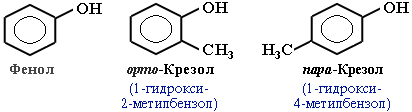 OH
OH
CH₃
OH
H₃C
Фенол
орто-Крезол
(1-гидрокси-
2-метилбензол)
пара-Крезол
(1-гидрокси-
4-метилбензол)